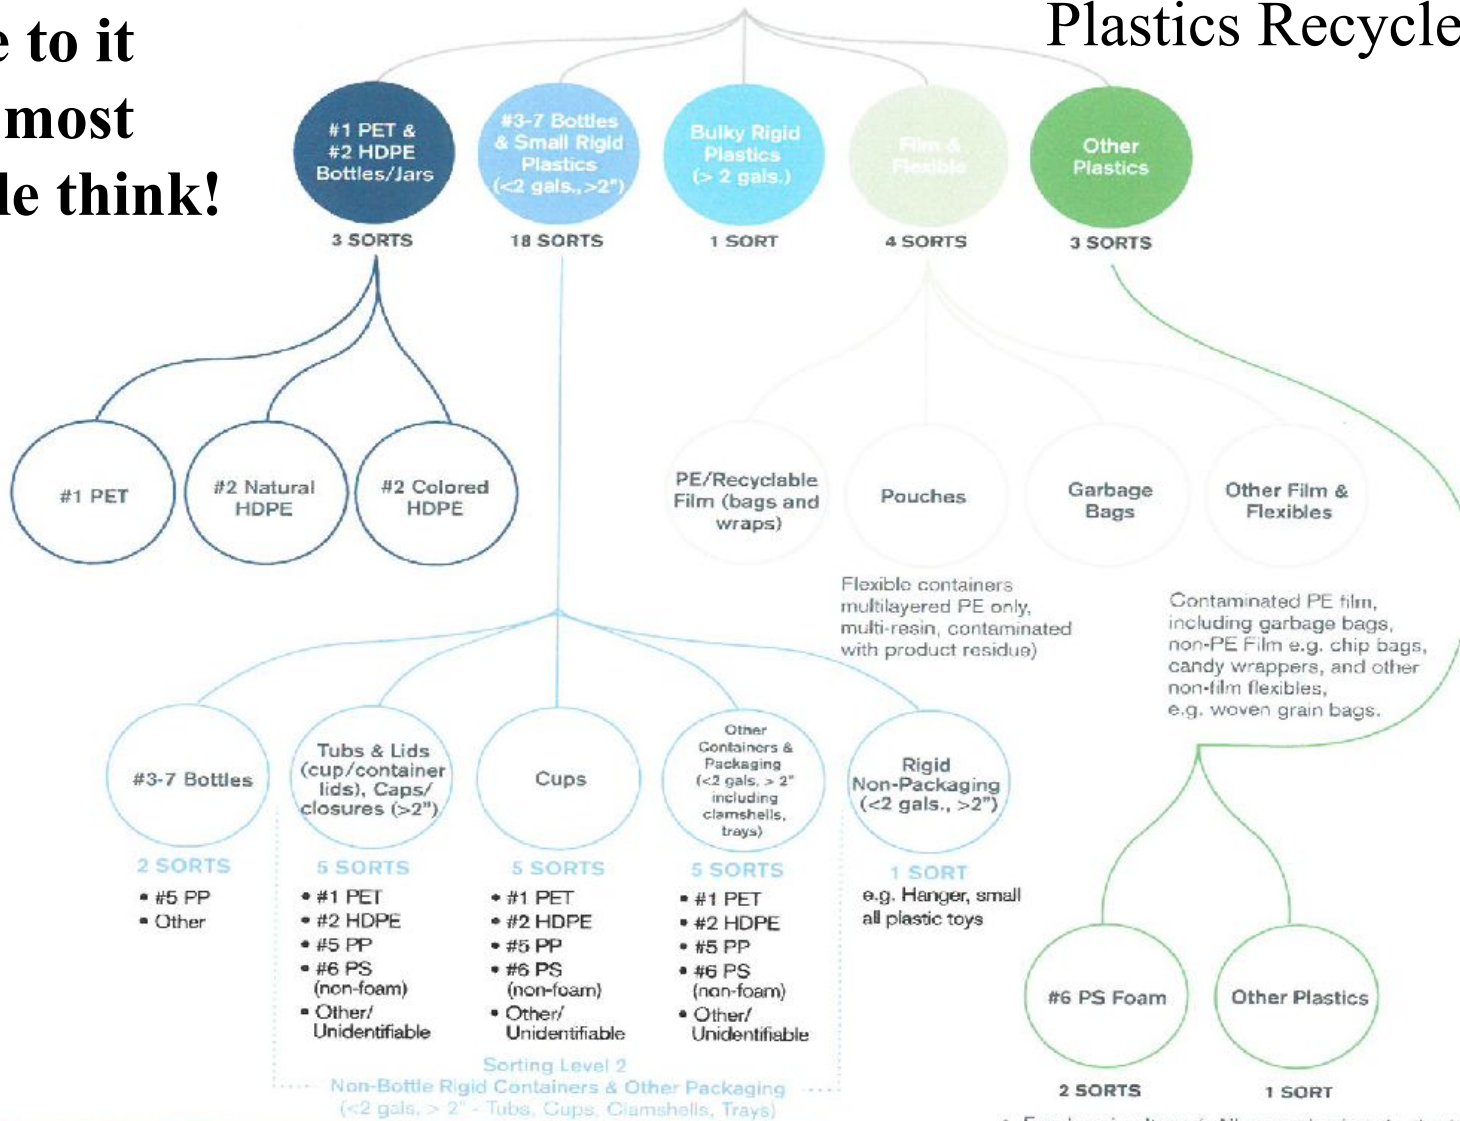 e to it
most
le think!
Plastics Recycle
#1 PET &
#2 HDPE
Bottles/Jars
3 SORTS
#3-7 Bottles
& Small Rigid
Plastics
(<2 gals.,>2")
18 SORTS
Bulky Rigid
Plastics
(> 2 gals.)
1 SORT
Film &
Flexible
4 SORTS
Other
Plastics
3 SORTS
#1 PET
#2 Natural
HDPE
#2 Colored
HDPE
PE/Recyclable
Film (bags and
wraps)
Pouches
Garbage
Bags
Other Film &
Flexibles
Flexible containers
multilayered PE only,
multi-resin, contaminated
with product residue)
Contaminated PE film,
including garbage bags,
non-PE Film e.g. chip bags,
candy wrappers, and other
non-film flexibles,
e.g. woven grain bags.
#3-7 Bottles
2 SORTS
• #5 PP
• Other
Tubs & Lids
(cup/container
lids), Caps/
closures (>2")
5 SORTS
• #1 PET
• #2 HDPE
• #5 PP
• #6 PS
(non-foam)
• Other/
Unidentifiable
Cups
5 SORTS
• #1 PET
• #2 HDPE
• #5 PP
• #6 PS
(non-foam)
• Other/
Unidentifiable
Other
Containers &
Packaging
(<2 gals, > 2"
including
clamshells,
trays)
5 SORTS
• #1 PET
• #2 HDPE
• #5 PP
• #6 PS
(non-foam)
• Other/
Unidentifiable
Rigid
Non-Packaging
(<2 gals., >2")
1 SORT
e.g. Hanger, small
all plastic toys
Sorting Level 2
Non-Bottle Rigid Containers & Other Packaging
(<2 gals, > 2" - Tubs, Cups, Clamshells, Trays)
#6 PS Foam
2 SORTS
Other Plastics
1 SORT